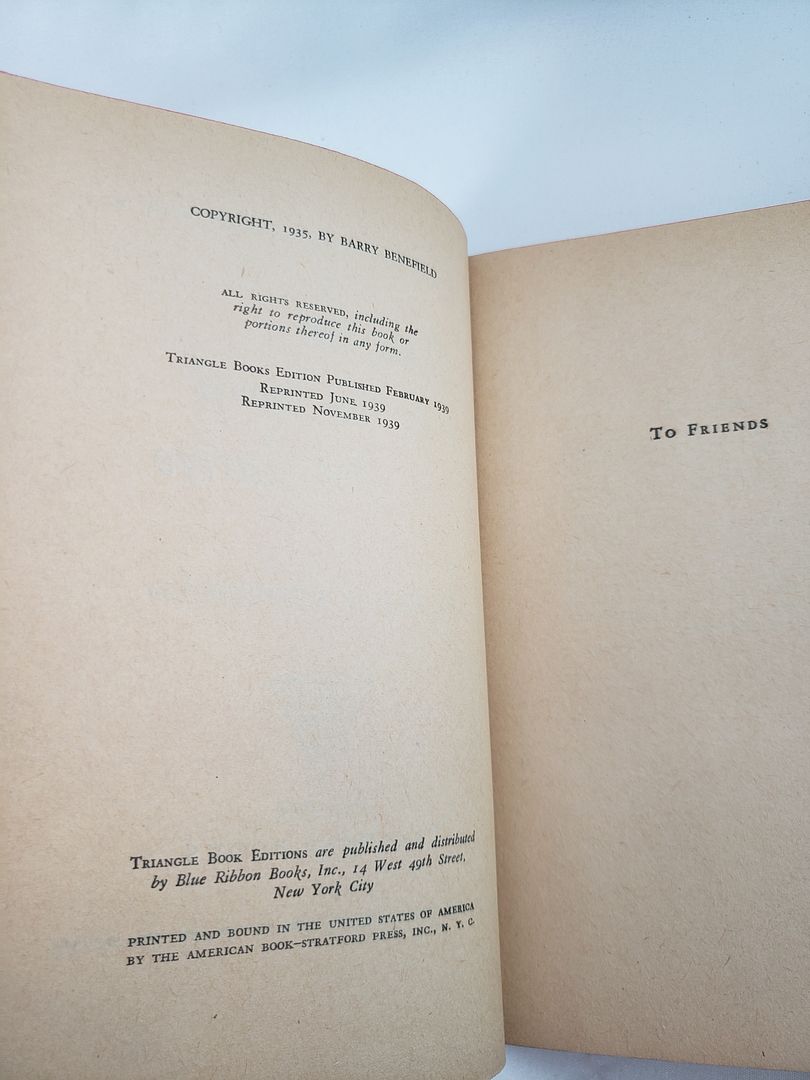 COPYRIGHT, 1935, BY BARRY BENEFIELD
ALL RIGHTS RESERVED, including the
right to reproduce this book or
portions thereof in any form.
TRIANGLE BOOKS EDITION PUBLISHED FEBRUARY 1939
REPRINTED JUNE 1939
REPRINTED NOVEMBER 1939
TRIANGLE BOOK EDITIONS are published and distributed
by Blue Ribbon Books, Inc., 14 West 49th Street,
New York City
PRINTED AND BOUND IN THE UNITED STATES OF AMERICA
BY THE AMERICAN BOOK—STRATFORD PRESS, INC., N. Y. C.
TO FRIENDS